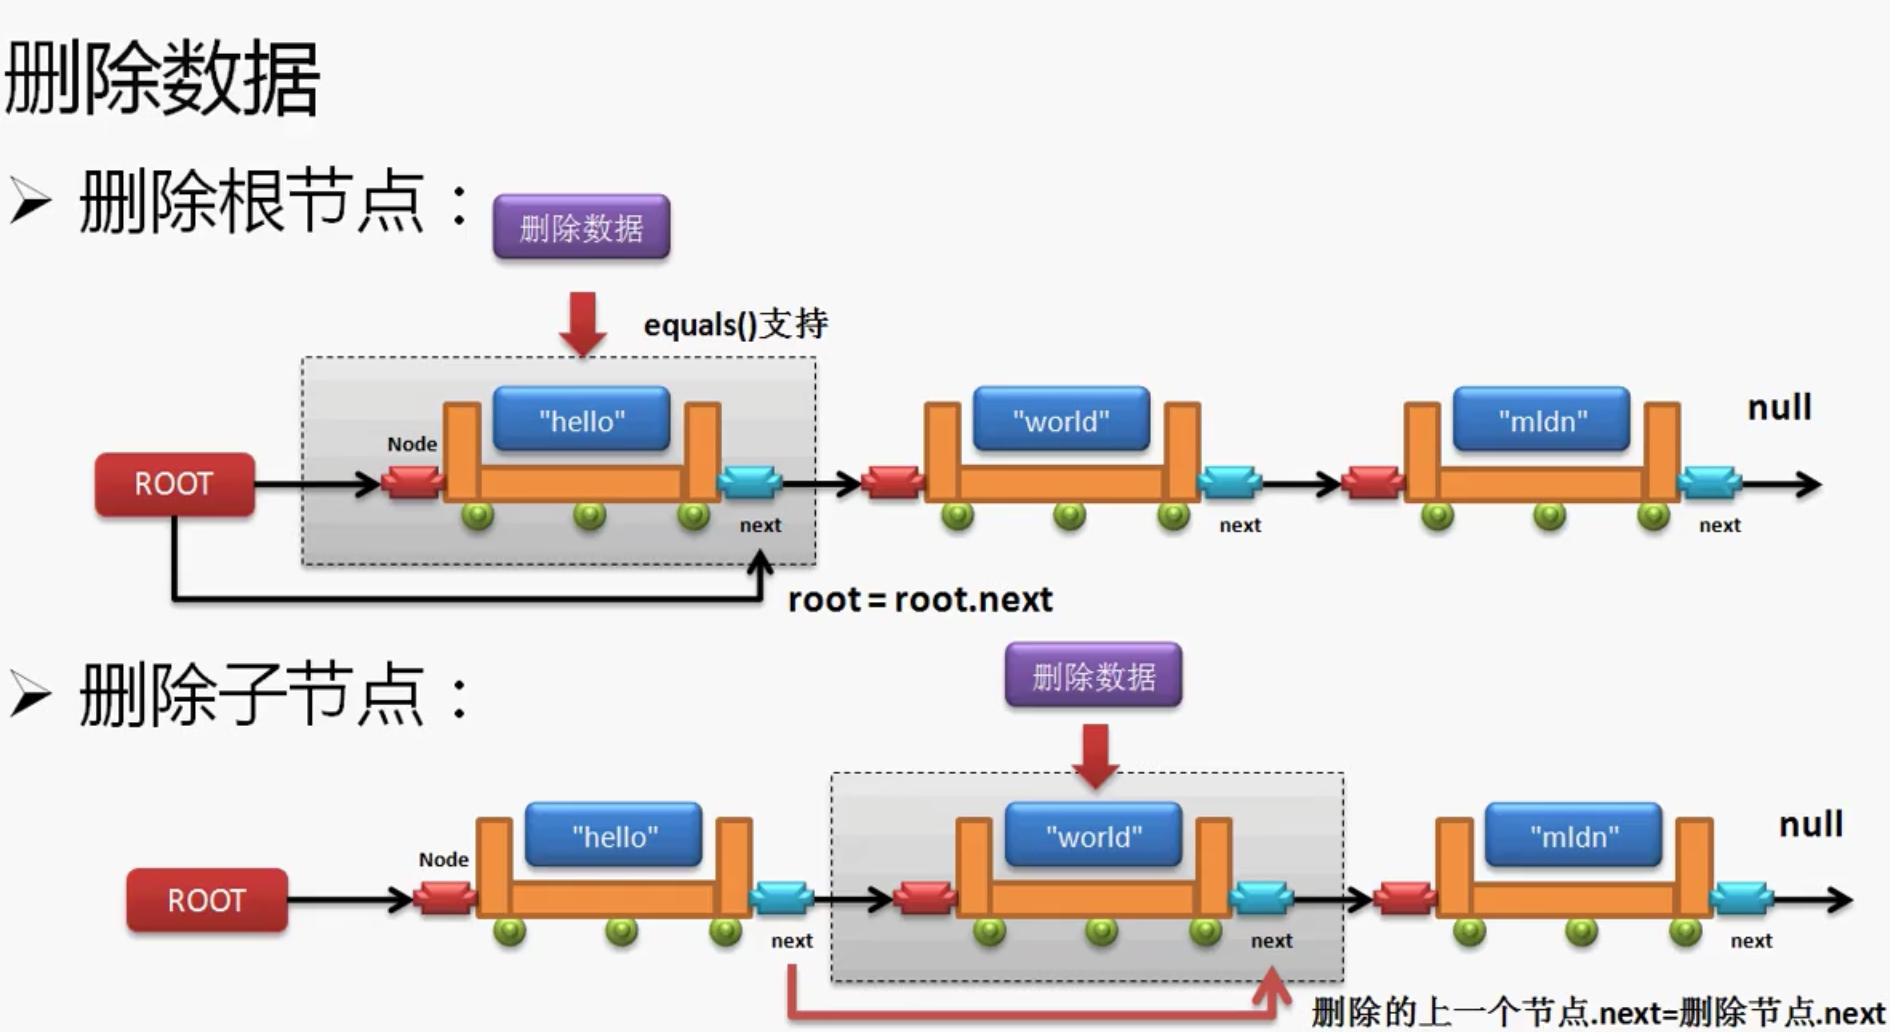 删除数据
删除根节点：
删除数据
equals()支持
"hello"
"world"
"mldn"
null
Node
ROOT
next
next
next
root = root.next
删除子节点：
删除数据
"hello"
"world"
"mldn"
null
Node
ROOT
next
next
next
删除的上一个节点.next=删除节点.next